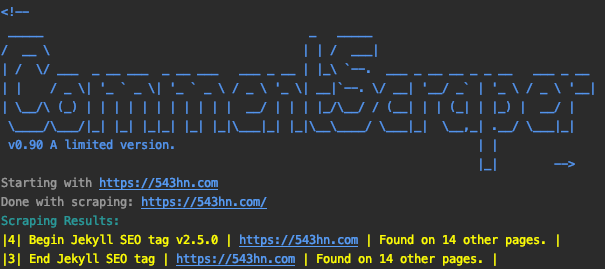 <!--
CommentScraper
v0.90 A limited version.
-->
Starting with https://543hn.com
Done with scraping: https://543hn.com/
Scraping Results:
|4| Begin Jekyll SEO tag v2.5.0 | https://543hn.com | Found on 14 other pages. |
|3| End Jekyll SEO tag | https://543hn.com | Found on 14 other pages. |